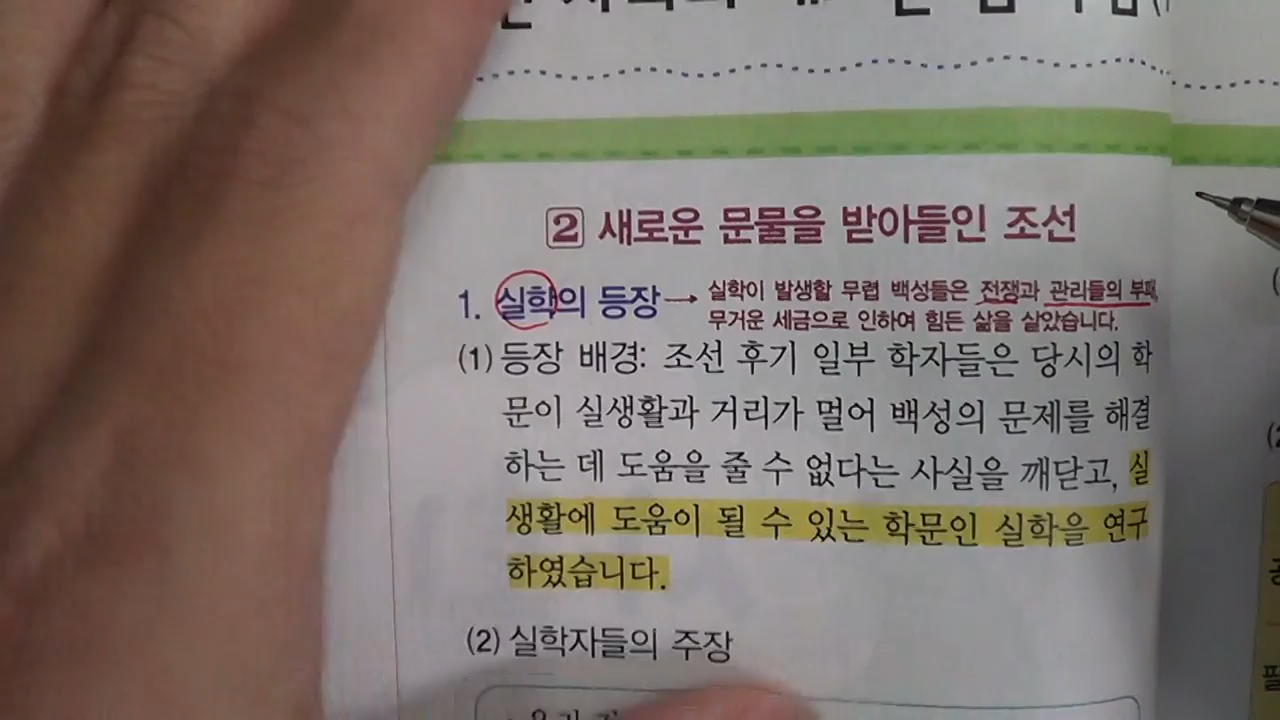 2 새로운 문물을 받아들인 조선
1. 실학의 등장 → 실학이 발생할 무렵 백성들은 전쟁과 관리들의 부패,
무거운 세금으로 인하여 힘든 삶을 살았습니다.
(1) 등장 배경: 조선 후기 일부 학자들은 당시의 학
문이 실생활과 거리가 멀어 백성의 문제를 해결
하는 데 도움을 줄 수 없다는 사실을 깨닫고, 실
생활에 도움이 될 수 있는 학문인 실학을 연구
하였습니다.
(2) 실학자들의 주장